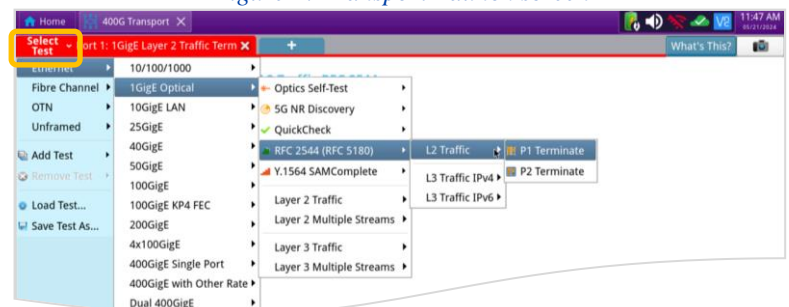 Home
400G Transport
VR
11:47 AM
05/21/2024
Select Test
ort 1: 1GigE Layer 2 Traffic Term
+
What's This?
Ethernet
Fibre Channel
OTN
Unframed
Add Test
Remove Test
Load Test...
Save Test As...
10/100/1000
1GigE Optical
10GigE LAN
25GigE
40GigE
50GigE
100GigE
100GigE KP4 FEC
200GigE
4x100GigE
400GigE Single Port
400GigE with Other Rate
Dual 400GigE
Optics Self-Test
5G NR Discovery
QuickCheck
RFC 2544 (RFC 5180)
Y.1564 SAMComplete
Layer 2 Traffic
Layer 2 Multiple Streams
Layer 3 Traffic
Layer 3 Multiple Streams
L2 Traffic
L3 Traffic IPv4
L3 Traffic IPv6
P1 Terminate
P2 Terminate